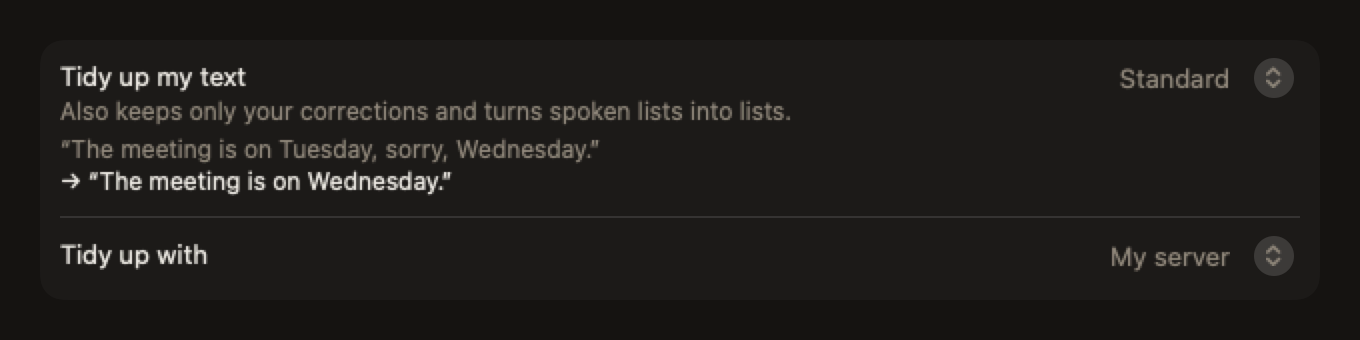 Tidy up my text
Standard
Also keeps only your corrections and turns spoken lists into lists.
“The meeting is on Tuesday, sorry, Wednesday.”
→ “The meeting is on Wednesday.”
Tidy up with
My server